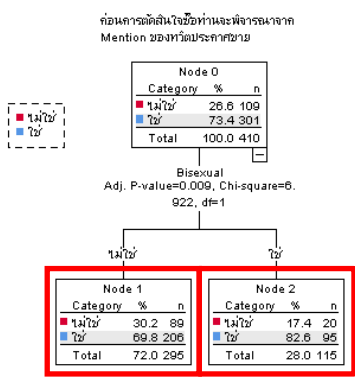 ก่อนการตัดสินใจซื้อท่านจะพิจารณาจาก
Mention ของทวิตประกาศขาย
Node 0
Category % n
ไม่ใช่ 26.6 109
ใช่ 73.4 301
Total 100.0 410
ไม่ใช่
ใช่
Bisexual
Adj. P-value=0.009, Chi-square=6.
922, df=1
ไม่ใช่
ใช่
Node 1
Category % n
ไม่ใช่ 30.2 89
ใช่ 69.8 206
Total 72.0 295
Node 2
Category % n
ไม่ใช่ 17.4 20
ใช่ 82.6 95
Total 28.0 115